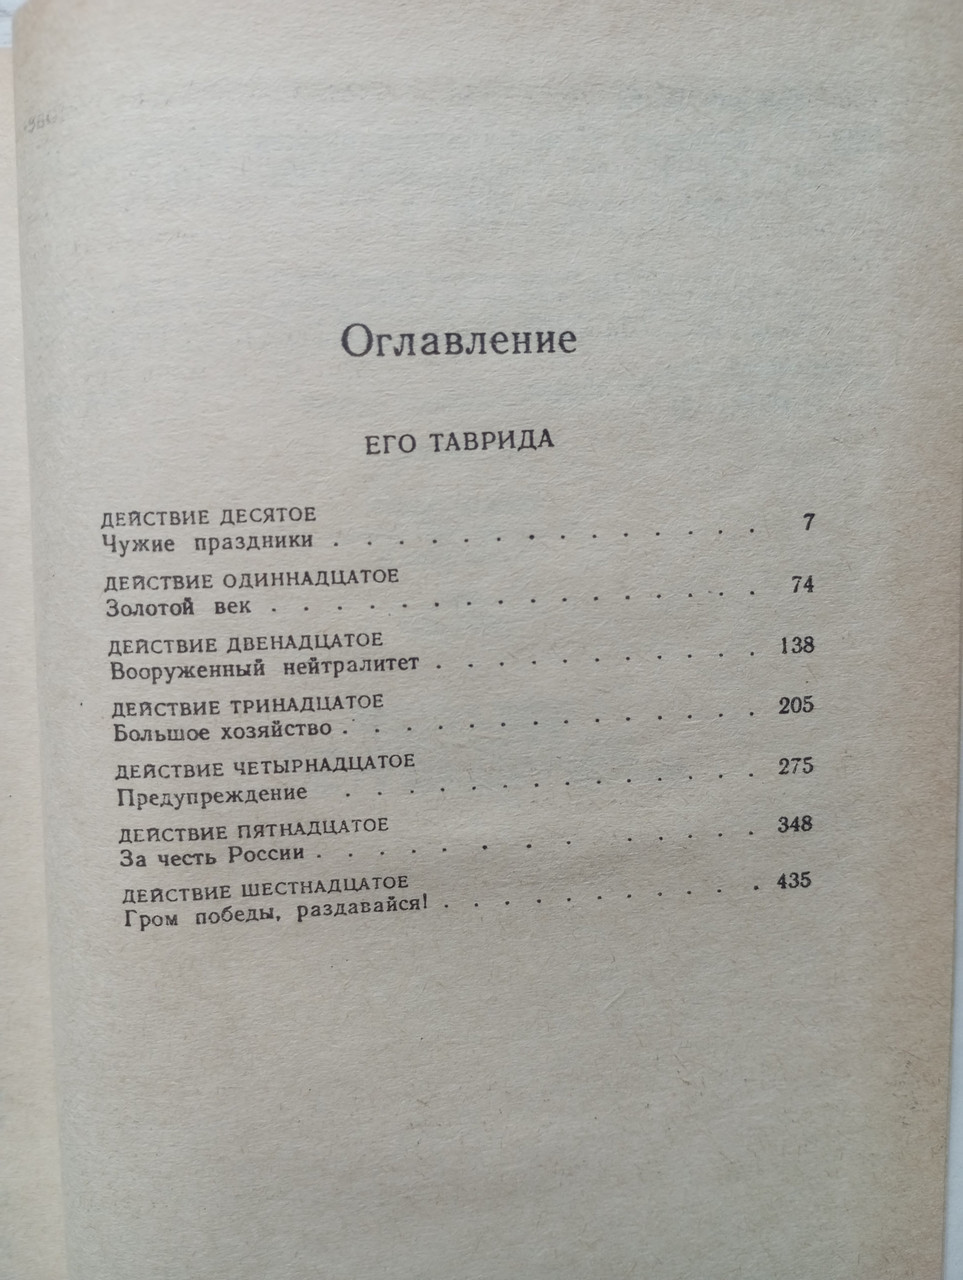 Оглавление
ЕГО ТАВРИДА
ДЕЙСТВИЕ ДЕСЯТОЕ
Чужие праздники . . . . . . . . . . . . . . 7
ДЕЙСТВИЕ ОДИННАДЦАТОЕ
Золотой век . . . . . . . . . . . . . . . . 74
ДЕЙСТВИЕ ДВЕНАДЦАТОЕ
Вооруженный нейтралитет . . . . . . . . . . . 138
ДЕЙСТВИЕ ТРИНАДЦАТОЕ
Большое хозяйство . . . . . . . . . . . . . . 205
ДЕЙСТВИЕ ЧЕТЫРНАДЦАТОЕ
Предупреждение . . . . . . . . . . . . . . 275
ДЕЙСТВИЕ ПЯТНАДЦАТОЕ
За честь России . . . . . . . . . . . . . . 348
ДЕЙСТВИЕ ШЕСТНАДЦАТОЕ
Гром победы, раздавайся! . . . . . . . . . . . 435